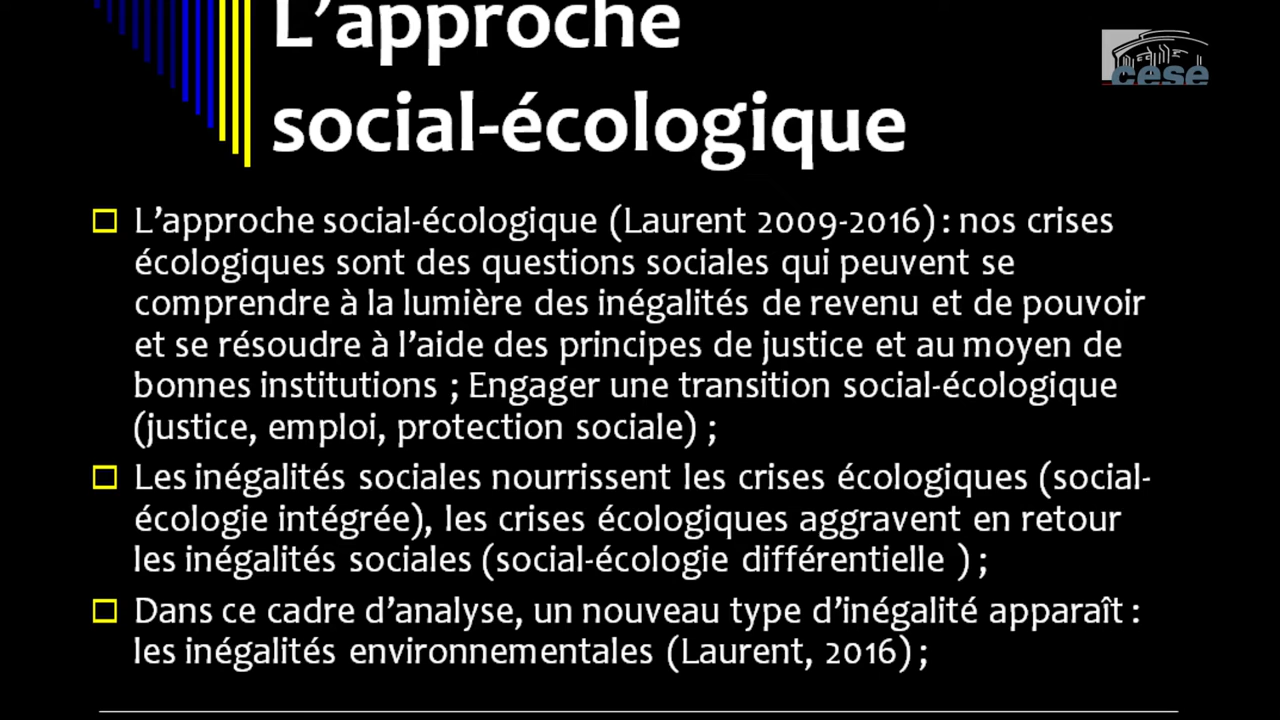 L’approche
social-écologique
cese
L’approche social-écologique (Laurent 2009-2016) : nos crises
écologiques sont des questions sociales qui peuvent se
comprendre à la lumière des inégalités de revenu et de pouvoir
et se résoudre à l’aide des principes de justice et au moyen de
bonnes institutions ; Engager une transition social-écologique
(justice, emploi, protection sociale) ;
Les inégalités sociales nourrissent les crises écologiques (social-
écologie intégrée), les crises écologiques aggravent en retour
les inégalités sociales (social-écologie différentielle ) ;
Dans ce cadre d’analyse, un nouveau type d’inégalité apparaît :
les inégalités environnementales (Laurent, 2016) ;